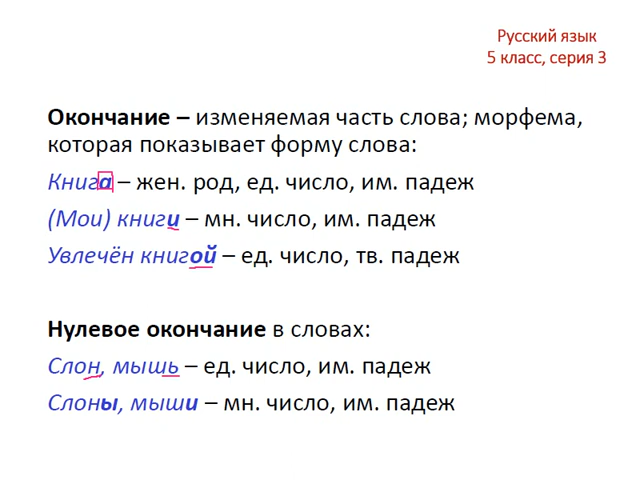 Русский язык
5 класс, серия 3
Окончание – изменяемая часть слова; морфема,
которая показывает форму слова:
Книга – жен. род, ед. число, им. падеж
(Мои) книги – мн. число, им. падеж
Увлечён книгой – ед. число, тв. падеж
Нулевое окончание в словах:
Слон, мышь – ед. число, им. падеж
Слоны, мыши – мн. число, им. падеж